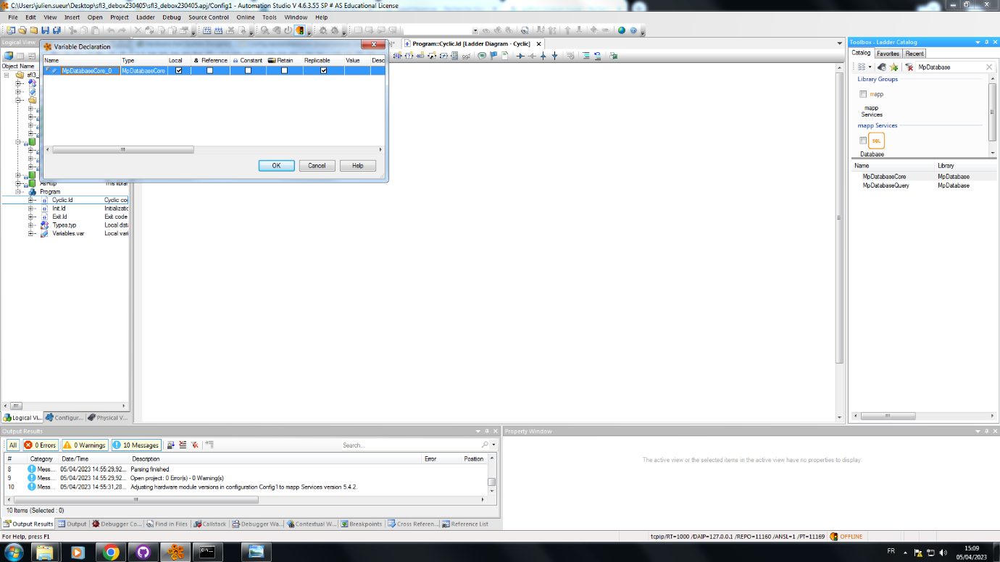 C:\Users\julien.sueur\Desktop\sfl3_debox230405\sfl3_debox230405.apj/Config1 - Automation Studio V 4.6.3.55 SP # AS Educational License
File Edit View Insert Open Project Ladder Debug Source Control Online Tools Window Help
Logical View
Variable Declaration
Program::Cyclic.ld [Ladder Diagram - Cyclic]
Toolbox - Ladder Catalog
Catalog Favorites Recent
MpDatabase
Object Name
Name Type Local & Reference Constant Retain Replicable Value Desc
MpDatabaseCore_0 MpDatabaseCore
sfl3_
OK Cancel Help
Library Groups
mapp
mapp
Services
mapp Services
SQL
Database
Name Library
MpDatabaseCore MpDatabase
MpDatabaseQuery MpDatabase
AsHttp This librar
Program
Cyclic.ld Cyclic co
Init.ld Initializatio
Exit.ld Exit code
Types.typ Local dat
Variables.var Local vari
Logical Vi... Configur... Physical V...
Output Results
All 0 Errors 0 Warnings 10 Messages Search...
# Category Date/Time Description Error Position
8 Mess... 05/04/2023 14:55:29,92... Parsing finished
9 Mess... 05/04/2023 14:55:29,92... Open project: 0 Error(s) - 0 Warning(s)
10 Mess... 05/04/2023 14:55:31,28... Adjusting hardware module versions in configuration Config1 to mapp Services version 5.4.2.
10 Items (Selected : 0)
Output Results Output Debugger Co... Find in Files Callstack Debugger Wa... Contextual W... Breakpoints Cross Referen... Reference List
Property Window
The active view or the selected items in the active view have no properties to display.
For Help, press F1
tcpip/RT=1000 /DAIP=127.0.0.1 /REPO=11160 /ANSL=1 /PT=11169 OFFLINE
FR
15:09
05/04/2023